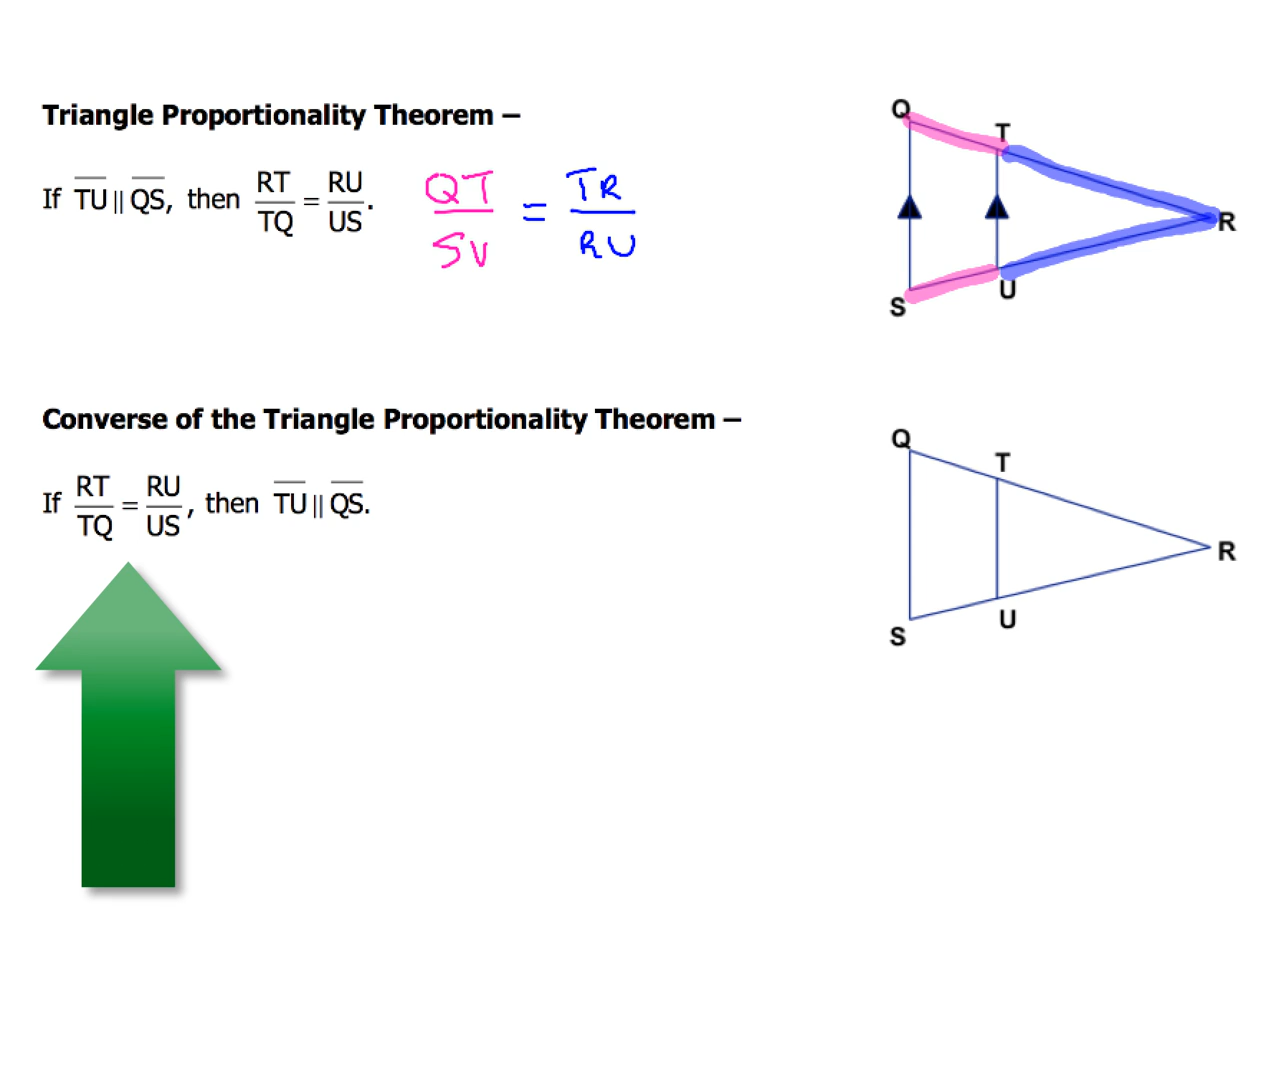 Triangle Proportionality Theorem –
If TU || QS, then RT/TQ = RU/US. QT/SU = TR/RU
Q
T
R
U
S
Converse of the Triangle Proportionality Theorem –
If RT/TQ = RU/US, then TU || QS.
Q
T
R
U
S